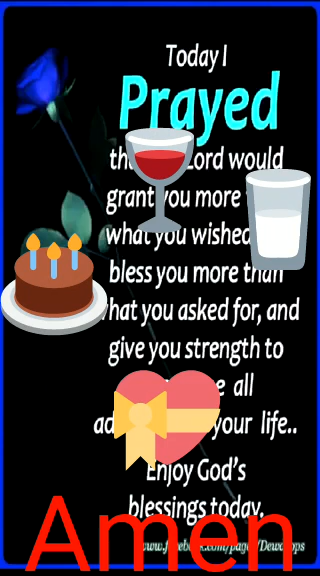 Today I
Prayed
Lord would
grant you more
what you wished
bless you more than
what you asked for, and
give you strength to
all
your life..
Enjoy God's
blessings today.
Amen